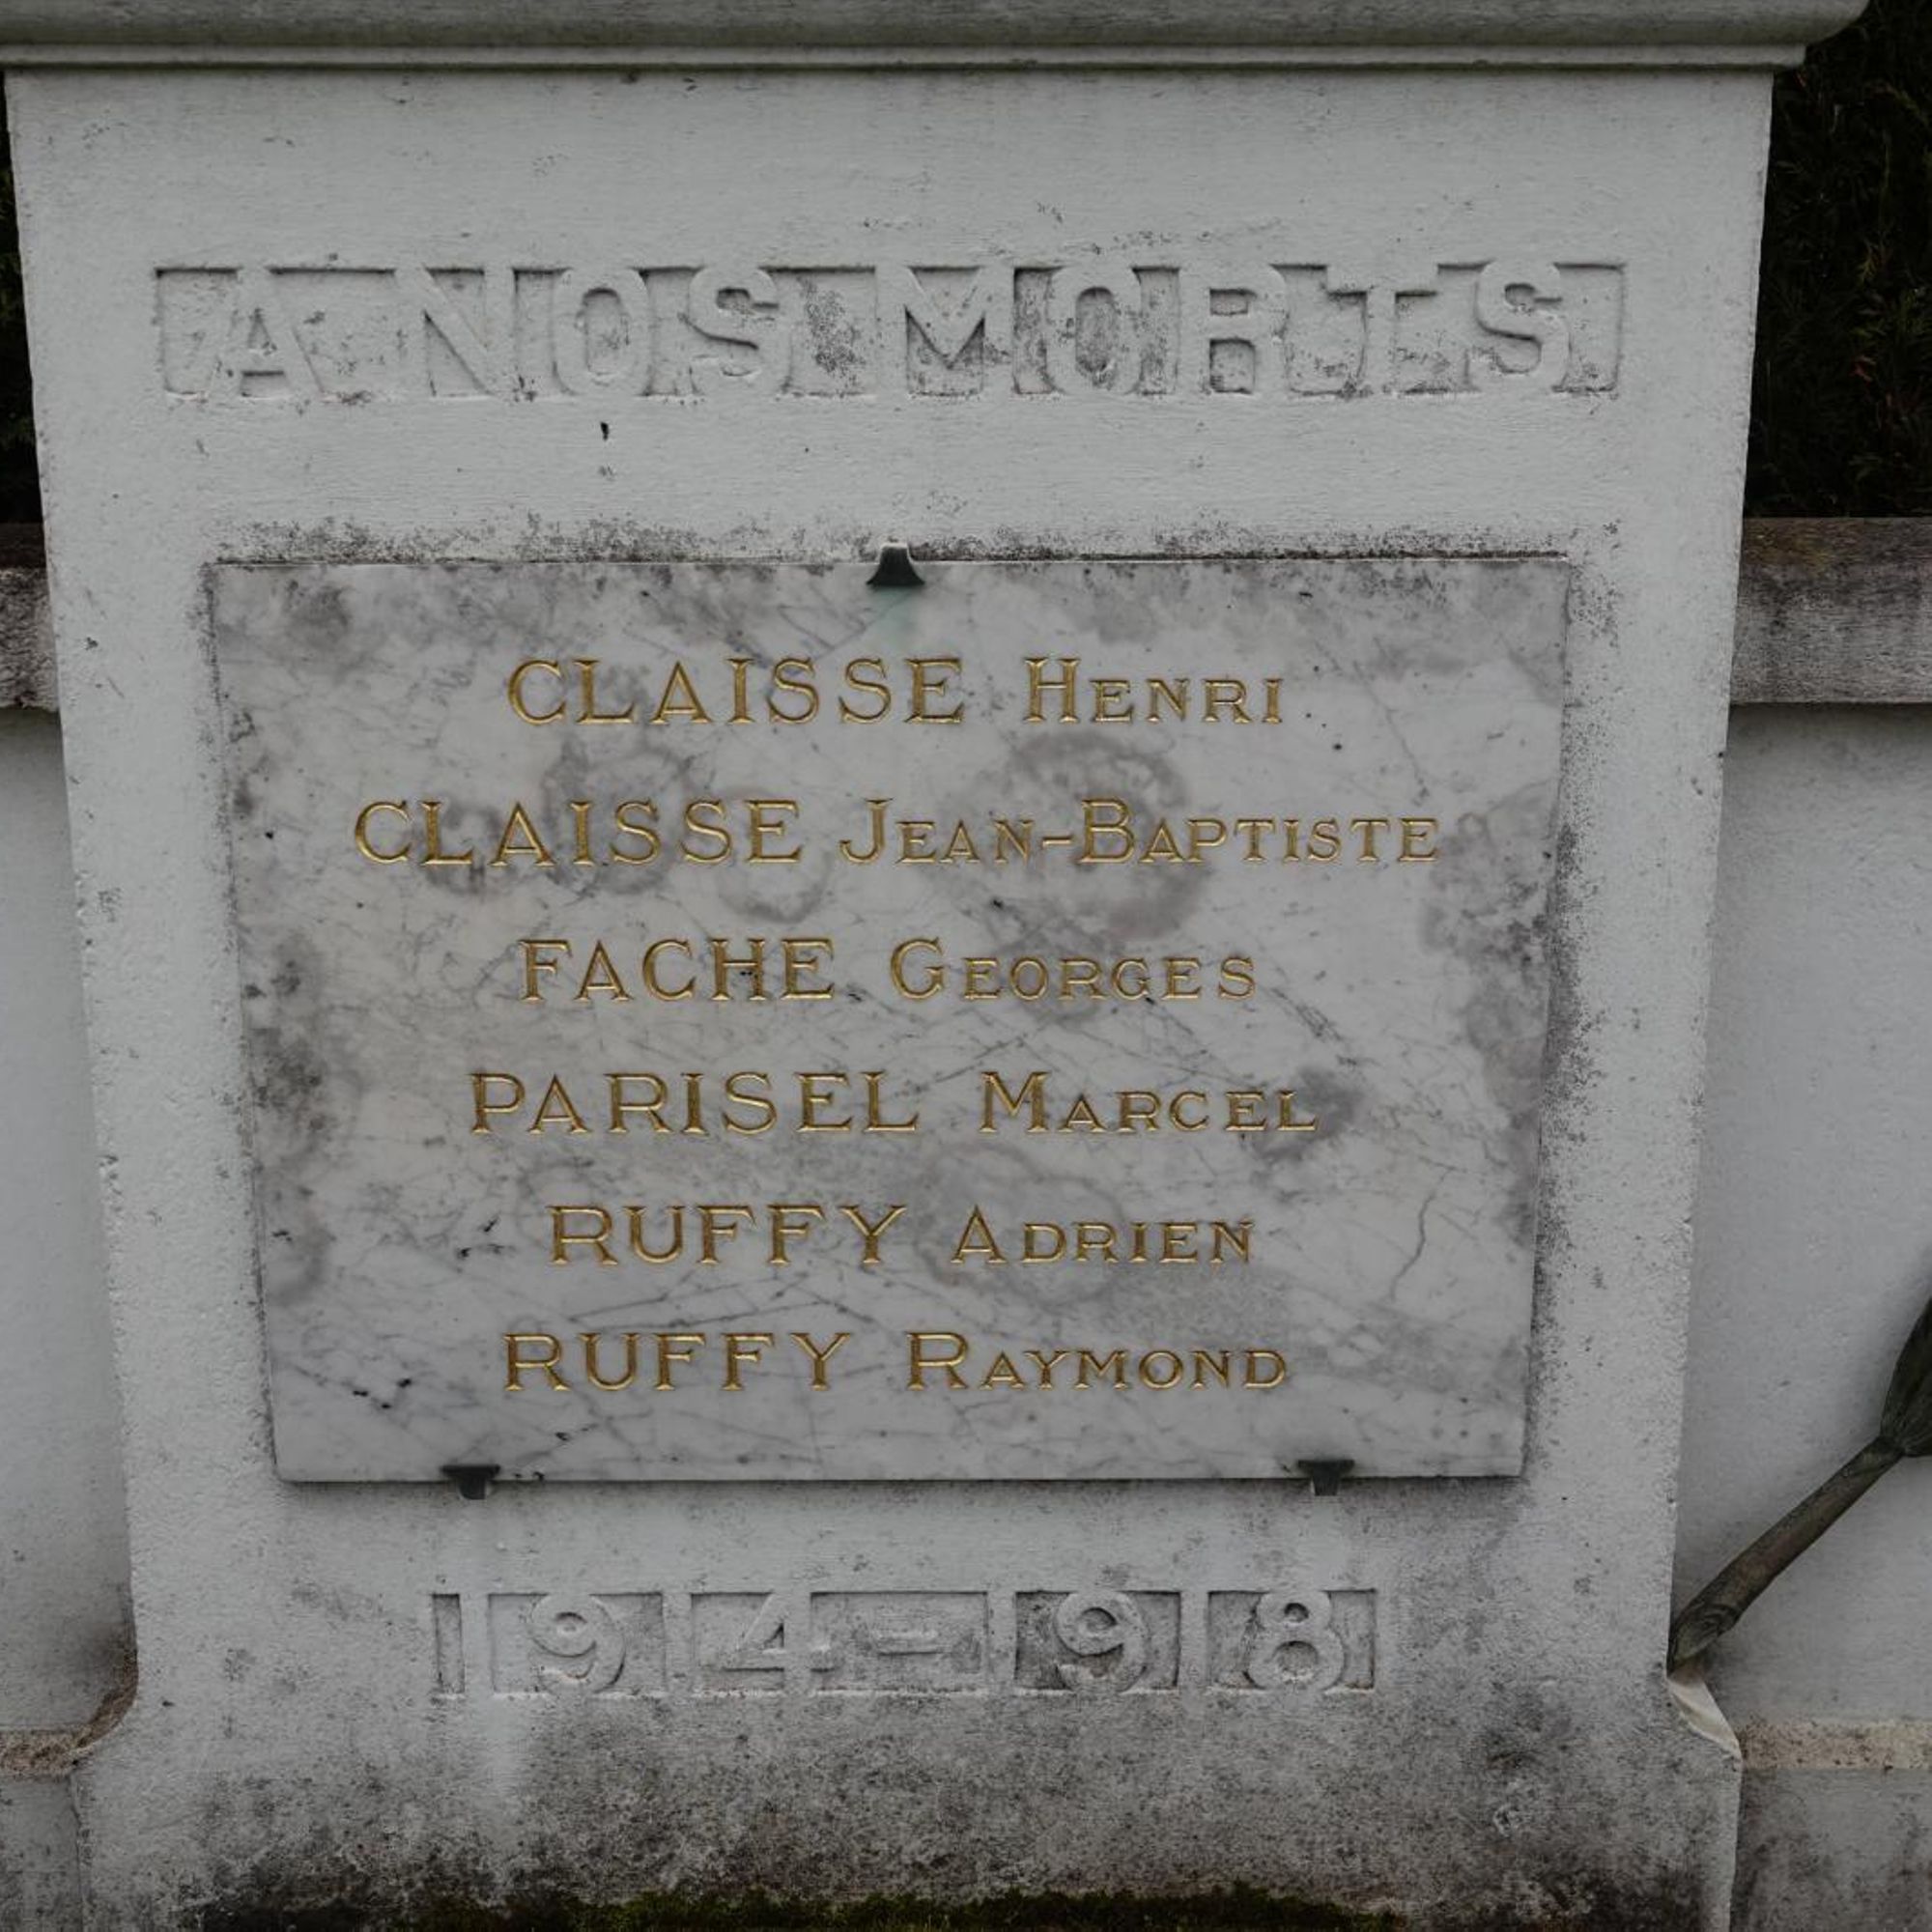 A NOS MORTS
CLAISSE HENRI
CLAISSE JEAN-BAPTISTE
FACHE GEORGES
PARISEL MARCEL
RUFFY ADRIEN
RUFFY RAYMOND
1914-1918